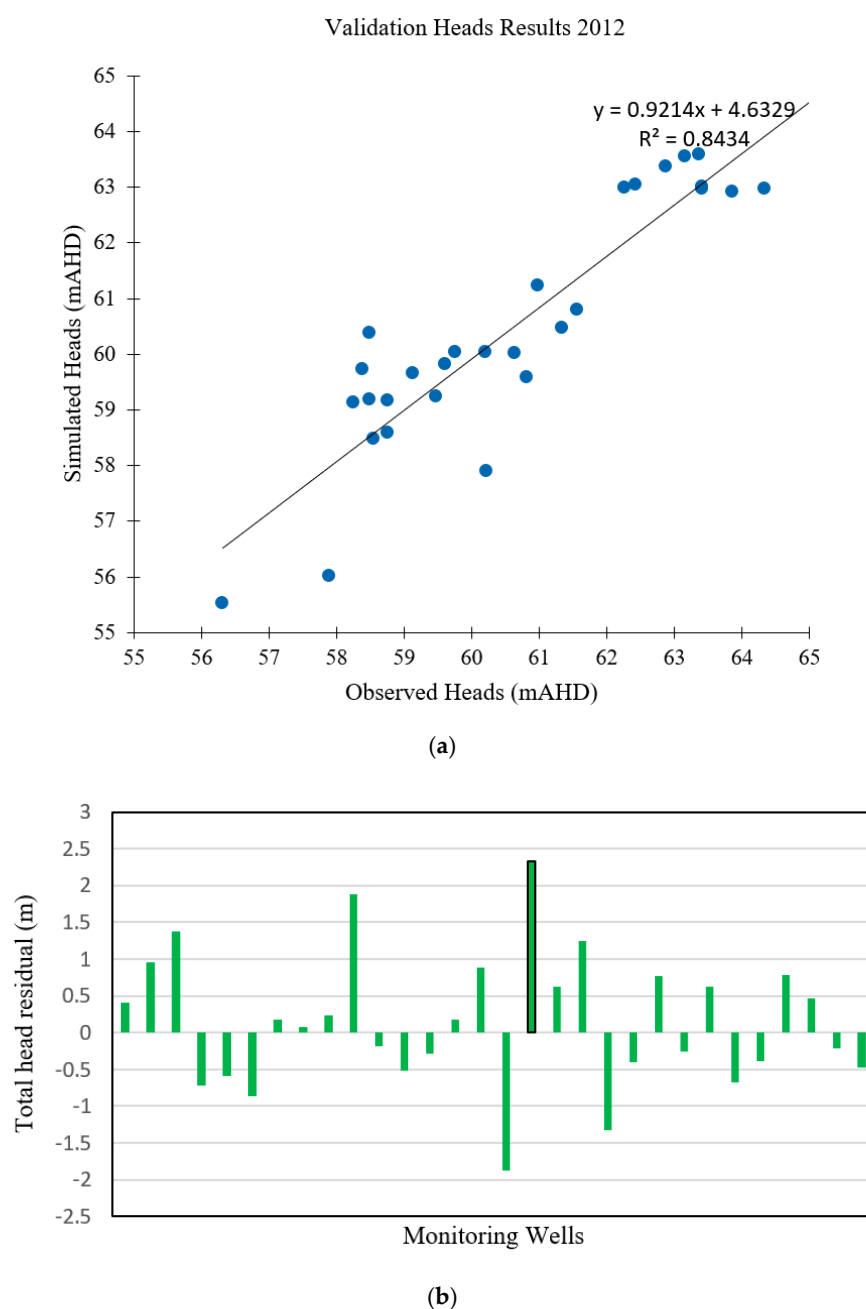 Validation Heads Results 2012
65
64
63
62
61
60
59
58
57
56
55
Simulated Heads (mAHD)
y = 0.9214x + 4.6329
R² = 0.8434
55 56 57 58 59 60 61 62 63 64 65
Observed Heads (mAHD)
(a)
3
2.5
2
1.5
1
0.5
0
-0.5
-1
-1.5
-2
-2.5
Total head residual (m)
Monitoring Wells
(b)